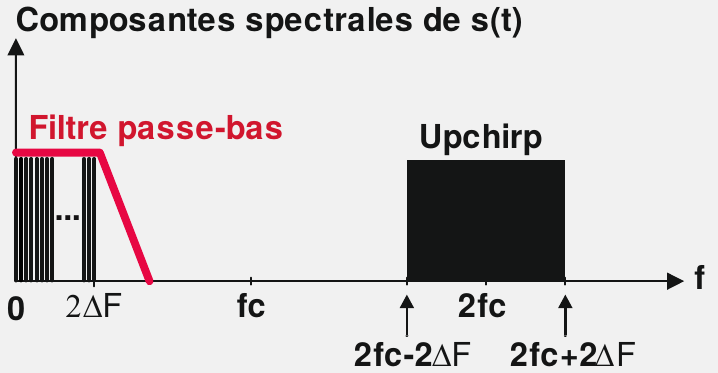 Composantes spectrales de s(t)
Filtre passe-bas
Upchirp
...
f
0
2ΔF
fc
2fc
2fc-2ΔF
2fc+2ΔF